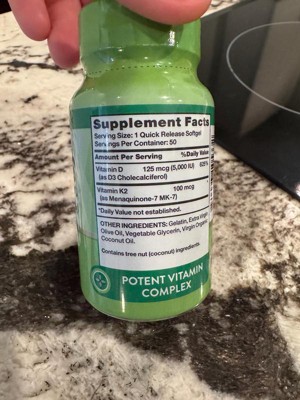 Supplement Facts
Serving Size: 1 Quick Release Softgel
Servings Per Container: 50
Amount Per Serving %Daily Value
Vitamin D 125 mcg (5,000 IU) 625%
(as D3 Cholecalciferol)
Vitamin K2 100 mcg *
(as Menaquinone-7 MK-7)
*Daily Value not established.
OTHER INGREDIENTS: Gelatin, Extra Virgin
Olive Oil, Vegetable Glycerin, Virgin Organic
Coconut Oil.
Contains tree nut (coconut) ingredients.
POTENT VITAMIN
COMPLEX